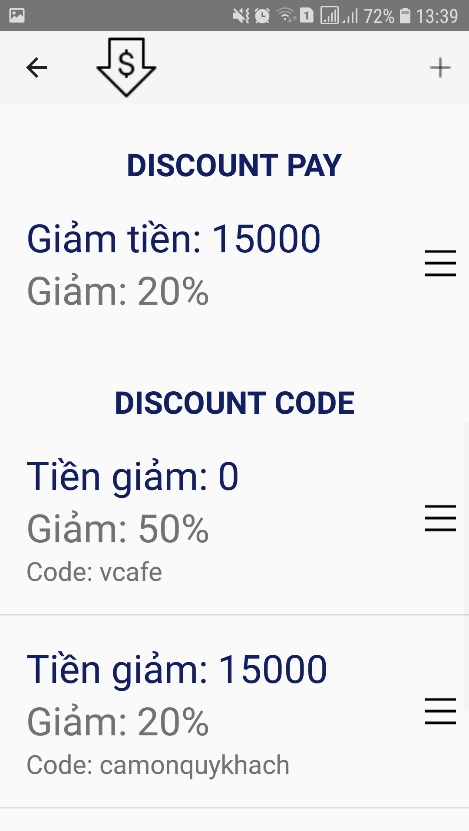 1 72% 13:39
$
DISCOUNT PAY
Giảm tiền: 15000
Giảm: 20%
DISCOUNT CODE
Tiền giảm: 0
Giảm: 50%
Code: vcafe
Tiền giảm: 15000
Giảm: 20%
Code: camonquykhach